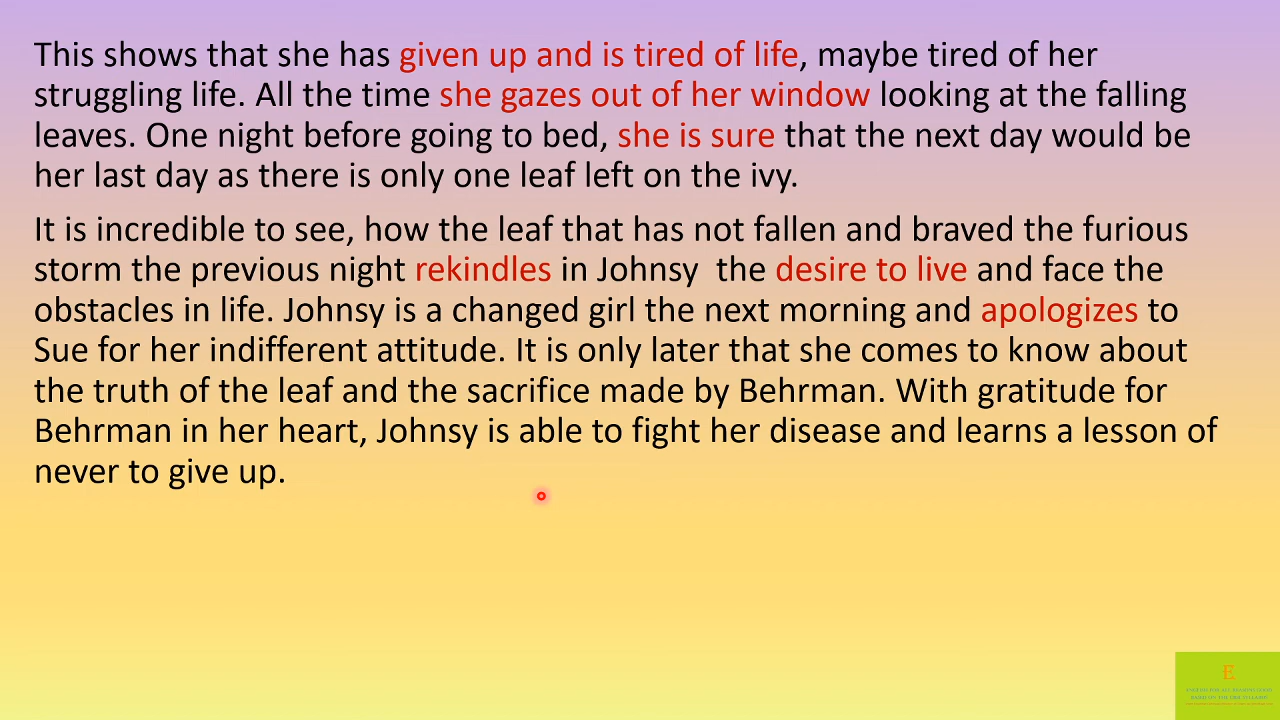 This shows that she has given up and is tired of life, maybe tired of her
struggling life. All the time she gazes out of her window looking at the falling
leaves. One night before going to bed, she is sure that the next day would be
her last day as there is only one leaf left on the ivy.
It is incredible to see, how the leaf that has not fallen and braved the furious
storm the previous night rekindles in Johnsy the desire to live and face the
obstacles in life. Johnsy is a changed girl the next morning and apologizes to
Sue for her indifferent attitude. It is only later that she comes to know about
the truth of the leaf and the sacrifice made by Behrman. With gratitude for
Behrman in her heart, Johnsy is able to fight her disease and learns a lesson of
never to give up.
E